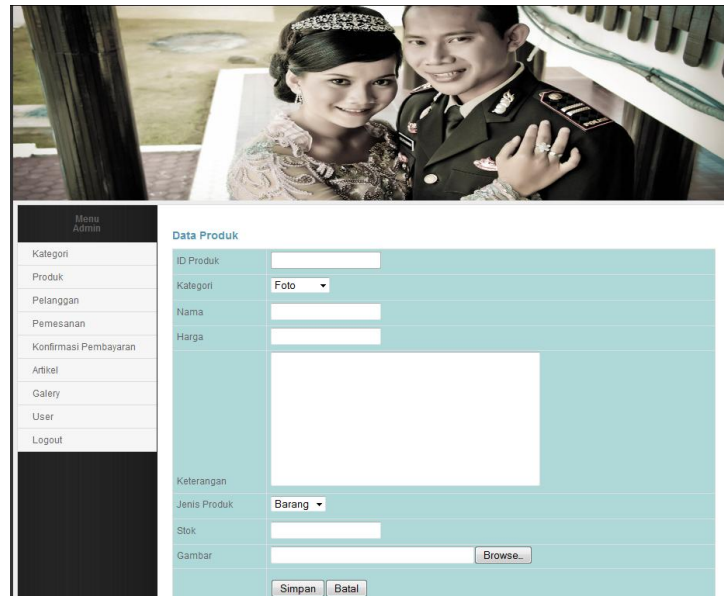 Menu
Admin
Kategori
Produk
Pelanggan
Pemesanan
Konfirmasi Pembayaran
Artikel
Galery
User
Logout
Data Produk
ID Produk
Kategori Foto
Nama
Harga
Keterangan
Jenis Produk Barang
Stok
Gambar Browse..
Simpan Batal